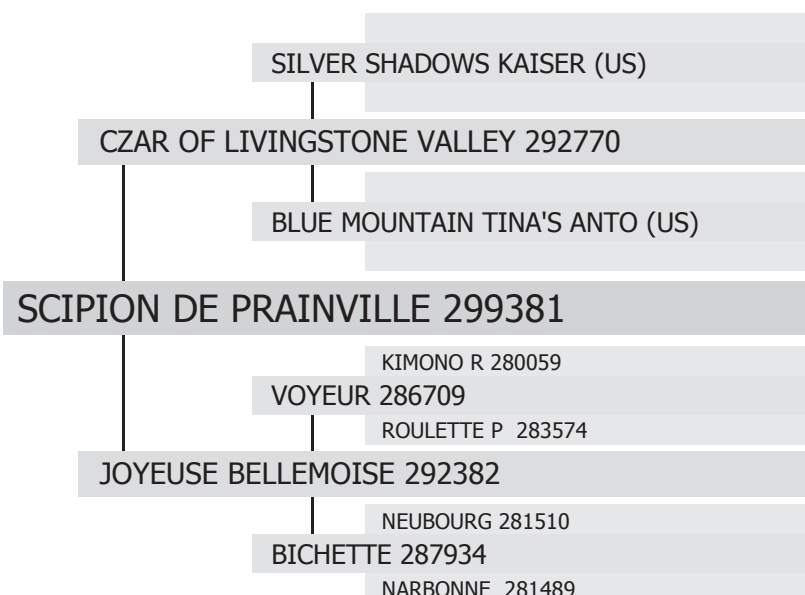 SILVER SHADOWS KAISER (US)
CZAR OF LIVINGSTONE VALLEY 292770
BLUE MOUNTAIN TINA'S ANTO (US)
SCIPION DE PRAINVILLE 299381
KIMONO R 280059
VOYEUR 286709
ROULETTE P 283574
JOYEUSE BELLEMOISE 292382
NEUBOURG 281510
BICHETTE 287934
NARBONNE 281489